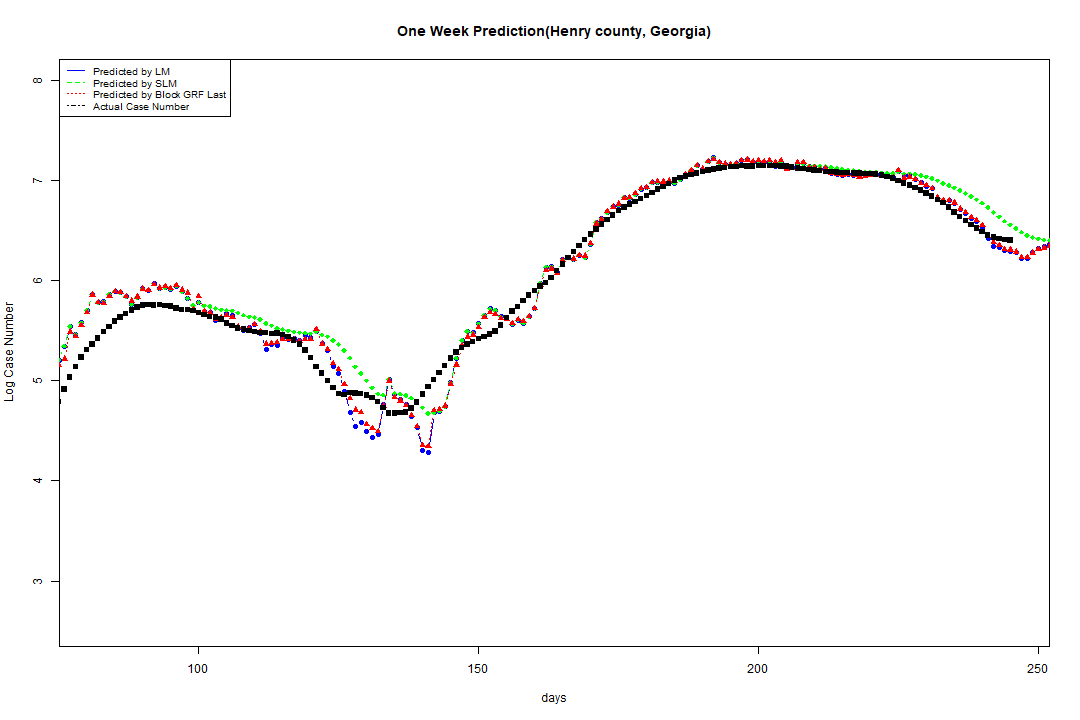 One Week Prediction(Henry county, Georgia)
Predicted by LM
Predicted by SLM
Predicted by Block GRF Last
Actual Case Number
8
7
6
5
4
3
Log Case Number
100
150
200
250
days